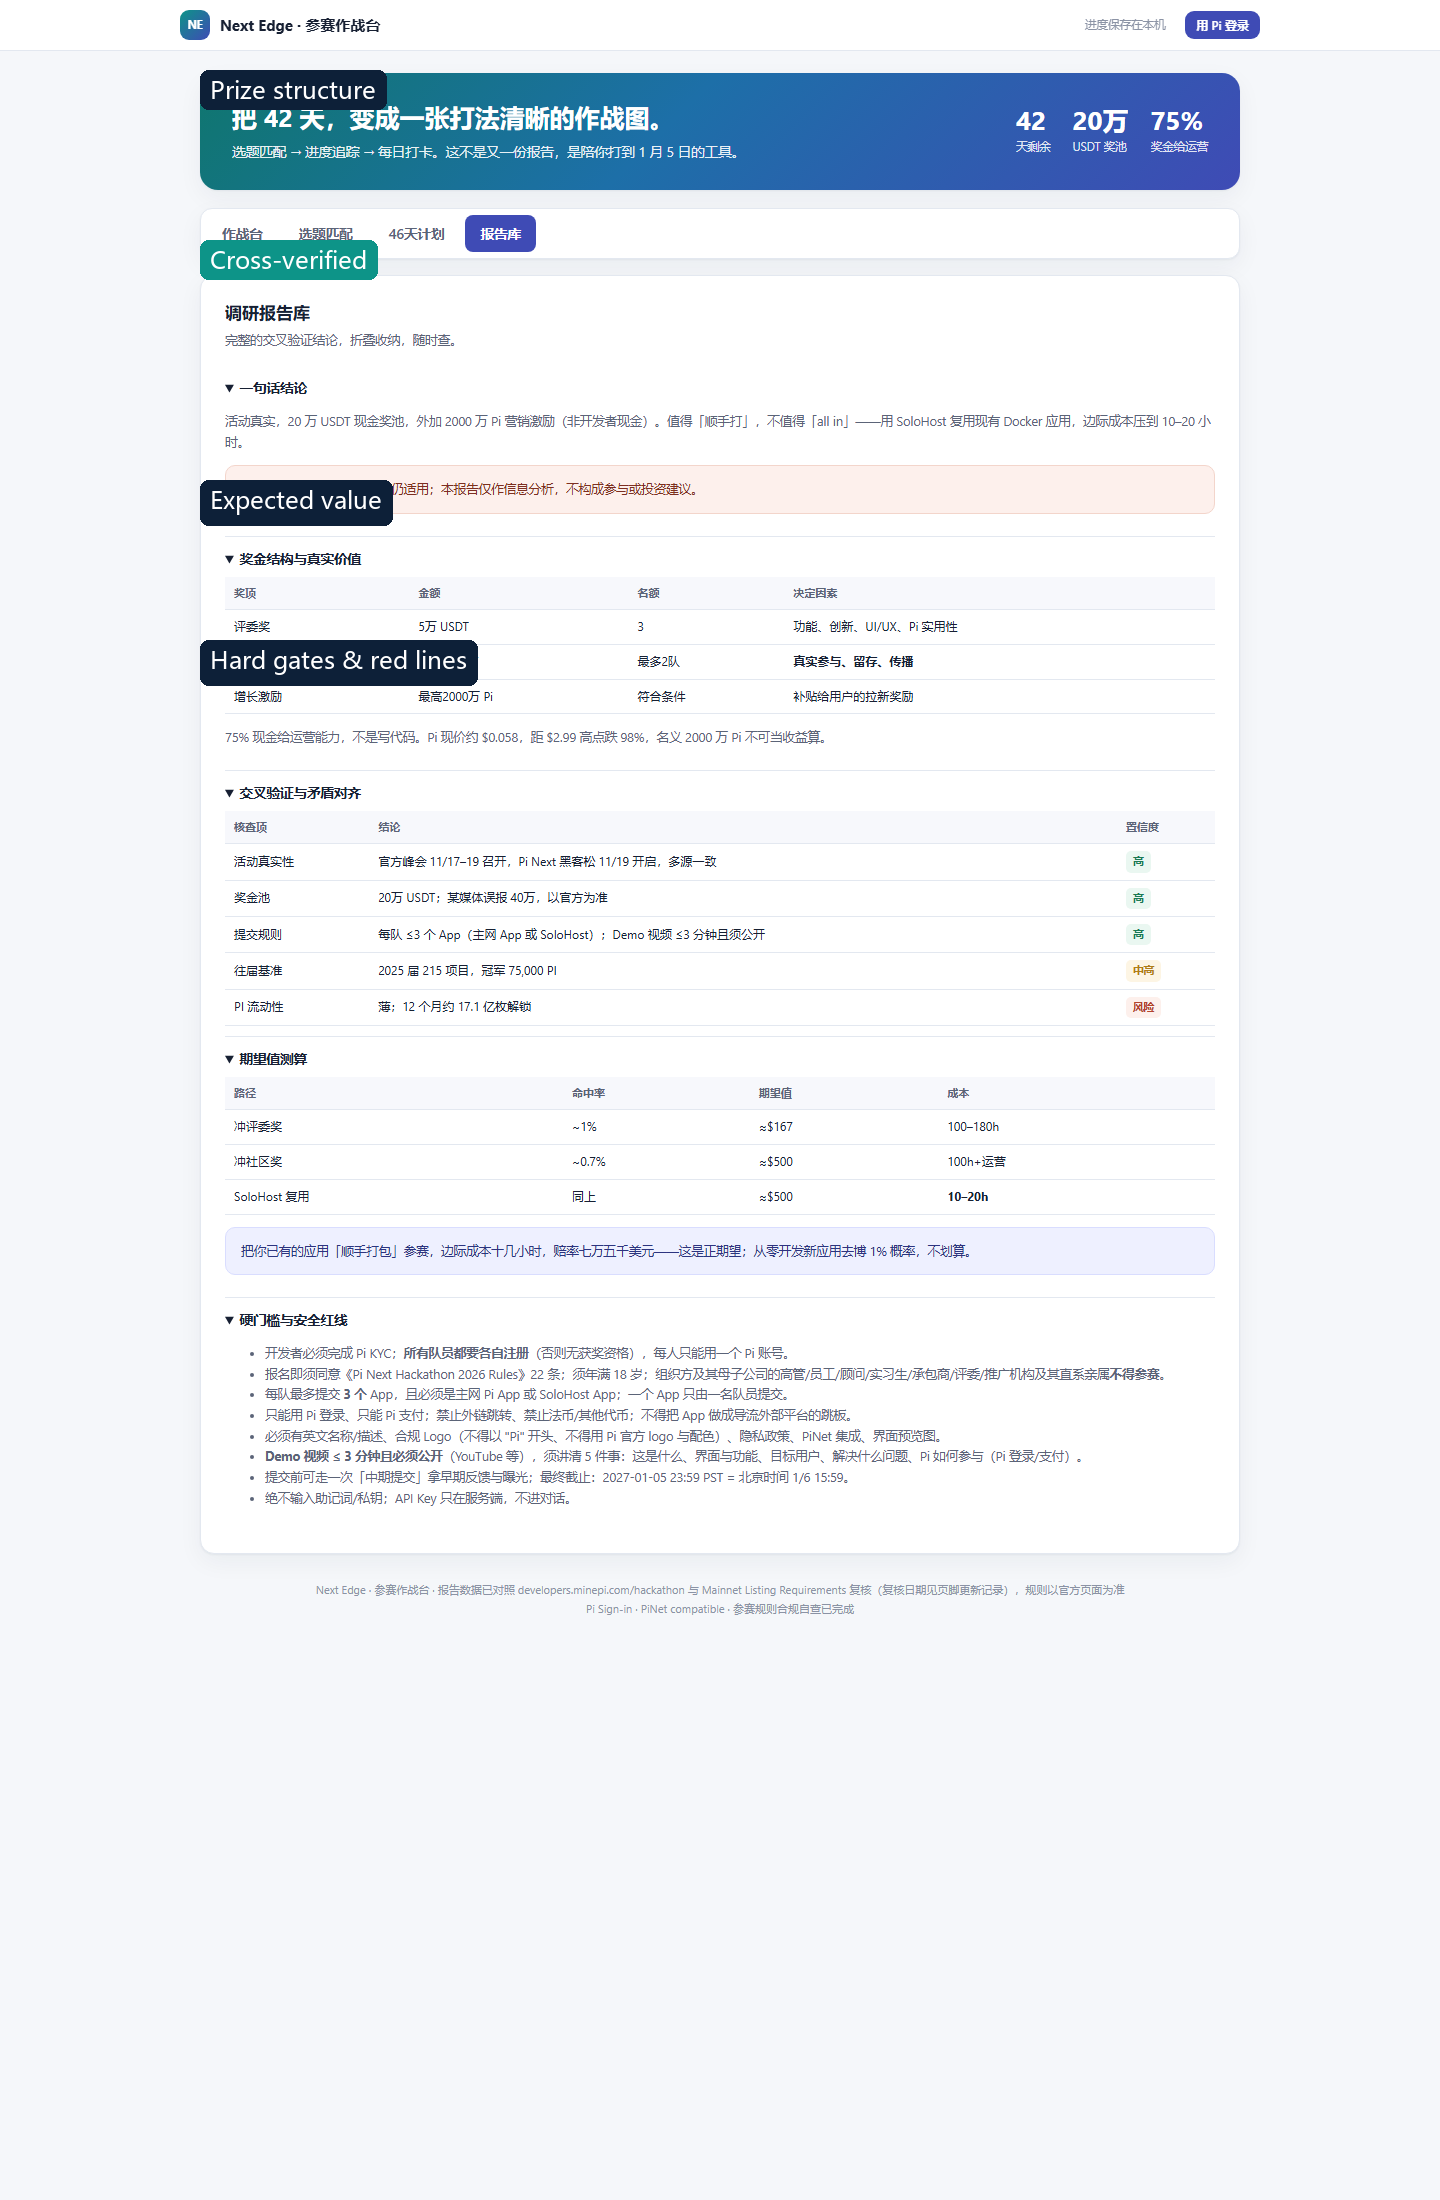 NE Next Edge · 参赛作战台 进度保存在本机 用 Pi 登录
Prize structure
把 42 天，变成一张打法清晰的作战图。
选题匹配 → 进度追踪 → 每日打卡。这不是又一份报告，是陪你打到 1 月 5 日的工具。
42 20万 75%
天剩余 USDT 奖池 奖金给运营
作战台 选题匹配 46天计划 报告库
Cross-verified
调研报告库
完整的交叉验证结论，折叠收纳，随时查。
▼ 一句话结论
活动真实，20 万 USDT 现金奖池，外加 2000 万 Pi 营销激励（非开发者现金）。值得「顺手打」，不值得「all in」——用 SoloHost 复用现有 Docker 应用，边际成本压到 10–20 小
时。
Expected value
仍适用；本报告仅作信息分析，不构成参与或投资建议。
▼ 奖金结构与真实价值
奖项 金额 名额 决定因素
评委奖 5万 USDT 3 功能、创新、UI/UX、Pi 实用性
Hard gates & red lines
最多2队 真实参与、留存、传播
增长激励 最高2000万 Pi 符合条件 补贴给用户的拉新奖励
75% 现金给运营能力，不是写代码。Pi 现价约 $0.058，距 $2.99 高点跌 98%，名义 2000 万 Pi 不可当收益算。
▼ 交叉验证与矛盾对齐
核查项 结论 置信度
活动真实性 官方峰会 11/17–19 召开，Pi Next 黑客松 11/19 开启，多源一致 高
奖金池 20万 USDT；某媒体误报 40万，以官方为准 高
提交规则 每队 ≤3 个 App（主网 App 或 SoloHost）；Demo 视频 ≤3 分钟且须公开 高
往届基准 2025 届 215 项目，冠军 75,000 PI 中高
PI 流动性 薄；12 个月约 17.1 亿枚解锁 风险
▼ 期望值测算
路径 命中率 期望值 成本
冲评委奖 ~1% ≈$167 100–180h
冲社区奖 ~0.7% ≈$500 100h+运营
SoloHost 复用 同上 ≈$500 10–20h
把你已有的应用「顺手打包」参赛，边际成本十几小时，赔率七万五千美元——这是正期望；从零开发新应用去博 1% 概率，不划算。
▼ 硬门槛与安全红线
• 开发者必须完成 Pi KYC；所有队员都要各自注册（否则无获奖资格），每人只能用一个 Pi 账号。
• 报名即须同意《Pi Next Hackathon 2026 Rules》22 条；须年满 18 岁；组织方及其母子公司的高管/员工/顾问/实习生/承包商/评委/推广机构及其直系亲属不得参赛。
• 每队最多提交 3 个 App，且必须是主网 Pi App 或 SoloHost App；一个 App 只由一名队员提交。
• 只能用 Pi 登录、只能 Pi 支付；禁止外链跳转、禁止法币/其他代币；不得把 App 做成导流外部平台的跳板。
• 必须有英文名称/描述、合规 Logo（不得以 "Pi" 开头、不得用 Pi 官方 logo 与配色）、隐私政策、PiNet 集成、界面预览图。
• Demo 视频 ≤ 3 分钟且必须公开（YouTube 等），须讲清 5 件事：这是什么、界面与功能、目标用户、解决什么问题、Pi 如何参与（Pi 登录/支付）。
• 提交前可走一次「中期提交」拿早期反馈与曝光；最终截止：2027-01-05 23:59 PST = 北京时间 1/6 15:59。
• 绝不输入助记词/私钥；API Key 只在服务端，不进对话。
Next Edge · 参赛作战台 · 报告数据已对照 developers.minepi.com/hackathon 与 Mainnet Listing Requirements 复核（复核日期见页脚更新记录），规则以官方页面为准
Pi Sign-in · PiNet compatible · 参赛规则合规自查已完成